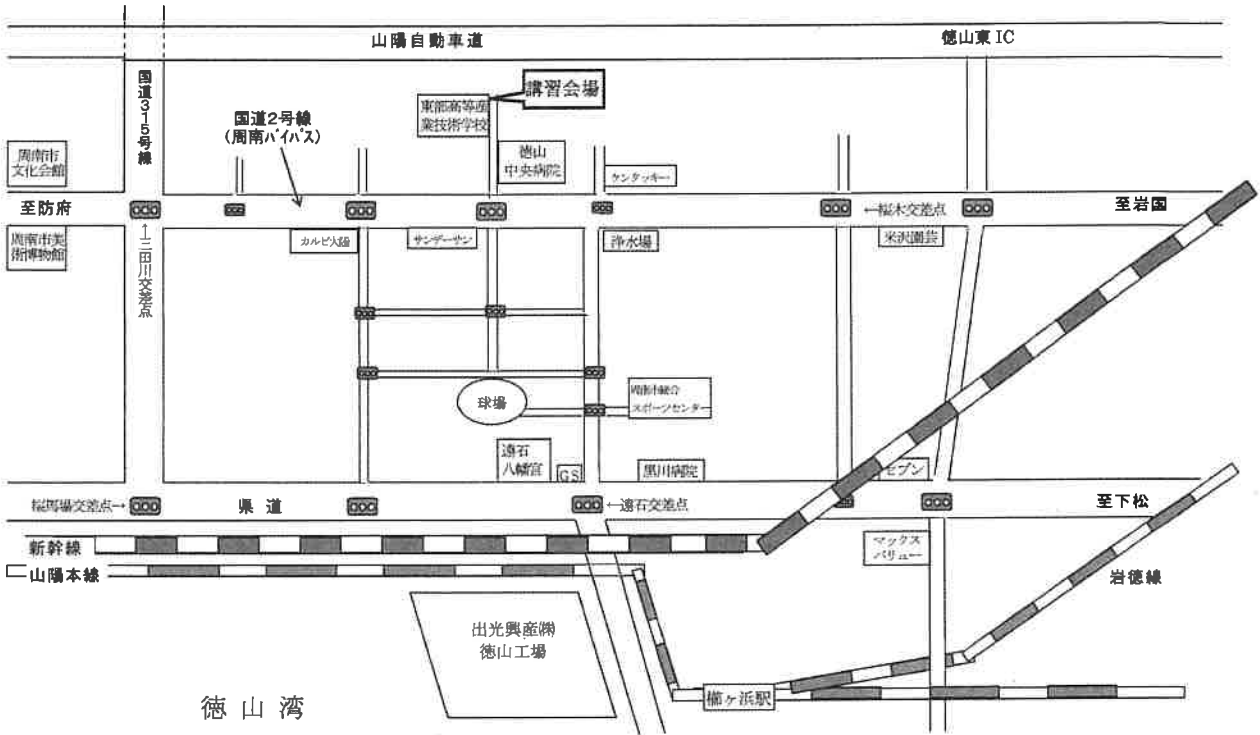 山陽自動車道
徳山東IC
国道315号線
国道2号線
(周南バイパス)
講習会場
東部高等産
業技術学校
周南市
文化会館
徳山
中央病院
ケンタッキー
至防府
←桜木交差点
至岩国
周南市美
術博物館
←三田川交差点
カルビ大陸
サンデーサン
浄水場
米沢園芸
球場
周南市総合
スポーツセンター
遠石
八幡宮
GS
黒川病院
セブン
桜馬場交差点→
県道
←遠石交差点
至下松
新幹線
マックス
バリュー
山陽本線
岩徳線
出光興産㈱
徳山工場
櫛ヶ浜駅
徳山湾